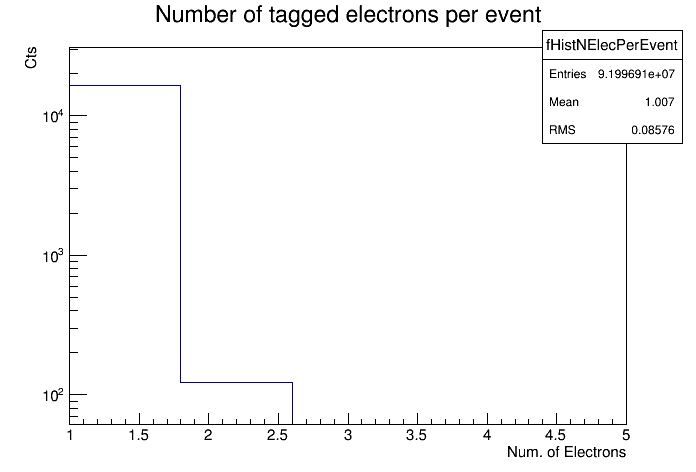 Number of tagged electrons per event
fHistNElecPerEvent
Entries 9.199691e+07
Mean 1.007
RMS 0.08576
Cts
10^4
10^3
10^2
1 1.5 2 2.5 3 3.5 4 4.5 5
Num. of Electrons